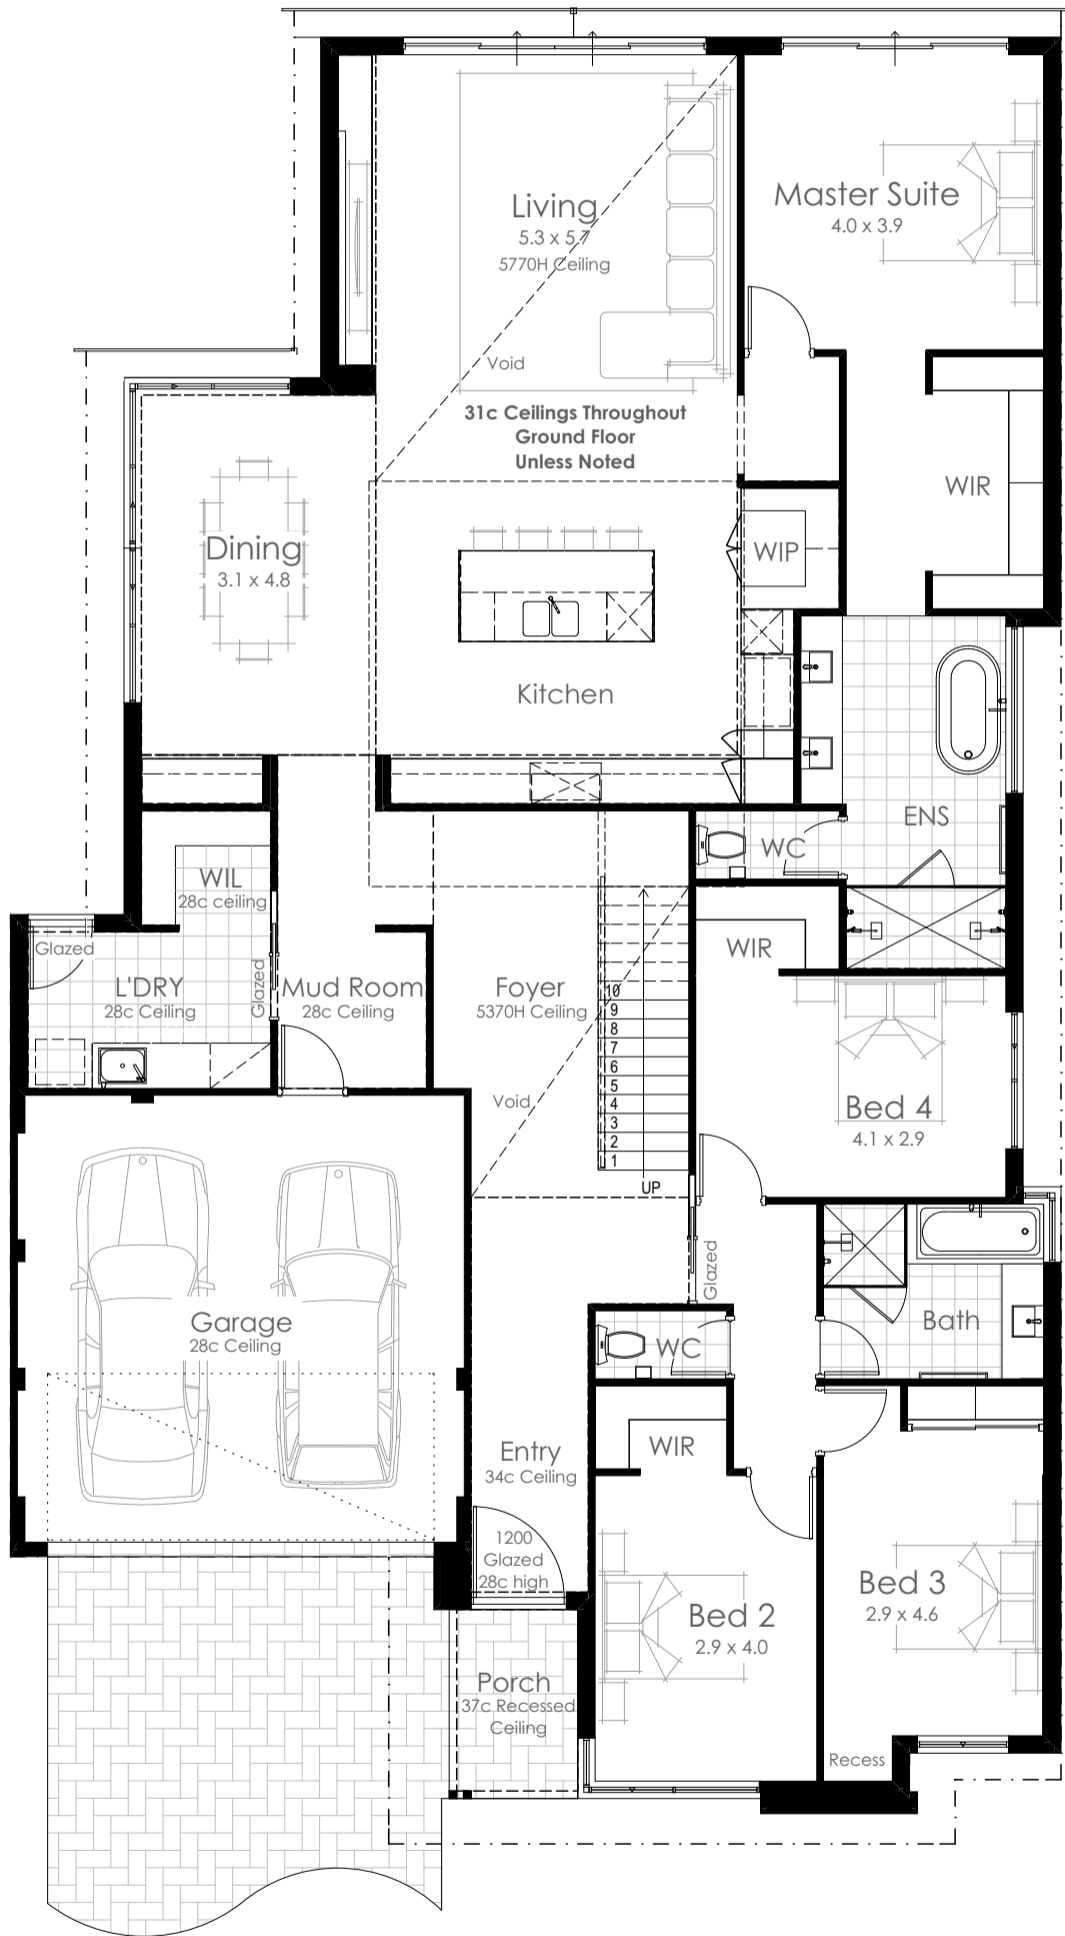 Living
5.3 x 5.7
5770H Ceiling
Master Suite
4.0 x 3.9
Void
31c Ceilings Throughout
Ground Floor
Unless Noted
WIR
Dining
3.1 x 4.8
WIP
Kitchen
ENS
WC
WIL
28c ceiling
Glazed
L'DRY
28c Ceiling
Glazed
Mud Room
28c Ceiling
Foyer
5370H Ceiling
WIR
10
9
8
7
6
5
4
3
2
1
UP
Void
Bed 4
4.1 x 2.9
Glazed
Garage
28c Ceiling
WC
Bath
Entry
34c Ceiling
WIR
1200
Glazed
28c high
Bed 2
2.9 x 4.0
Bed 3
2.9 x 4.6
Porch
37c Recessed
Ceiling
Recess